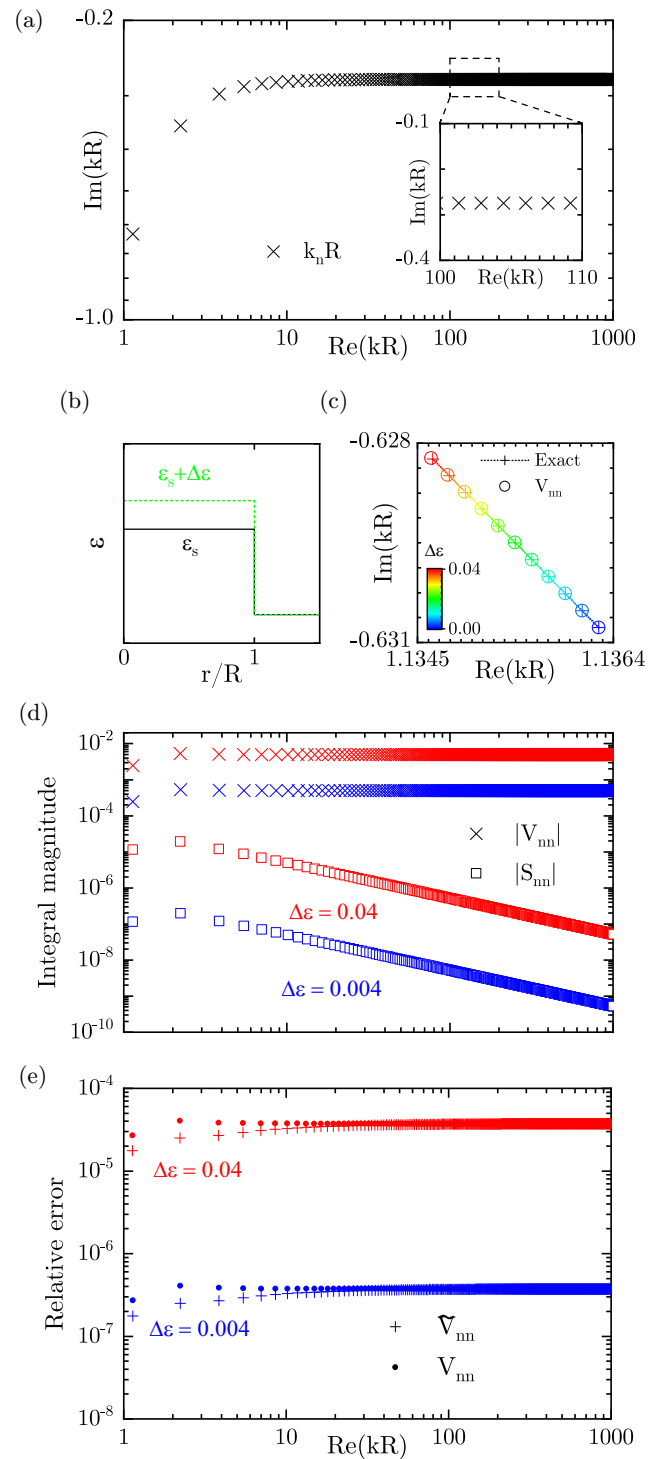 (a)
-0.2
Im(kR)
-1.0
k_nR
-0.1
Im(kR)
-0.4
100 Re(kR) 110
1 10 100 1000
Re(kR)
(b)
ε_s+Δε
ε_s
ε
0 1
r/R
(c)
-0.628
Exact
V_nn
Im(kR)
Δε
0.04
0.00
-0.631
1.1345 1.1364
Re(kR)
(d)
10^-2
10^-4
10^-6
10^-8
10^-10
Integral magnitude
|V_nn|
|S_nn|
Δε = 0.04
Δε = 0.004
(e)
10^-4
10^-5
10^-6
10^-7
10^-8
Relative error
Δε = 0.04
Δε = 0.004
Ṽ_nn
V_nn
1 10 100 1000
Re(kR)